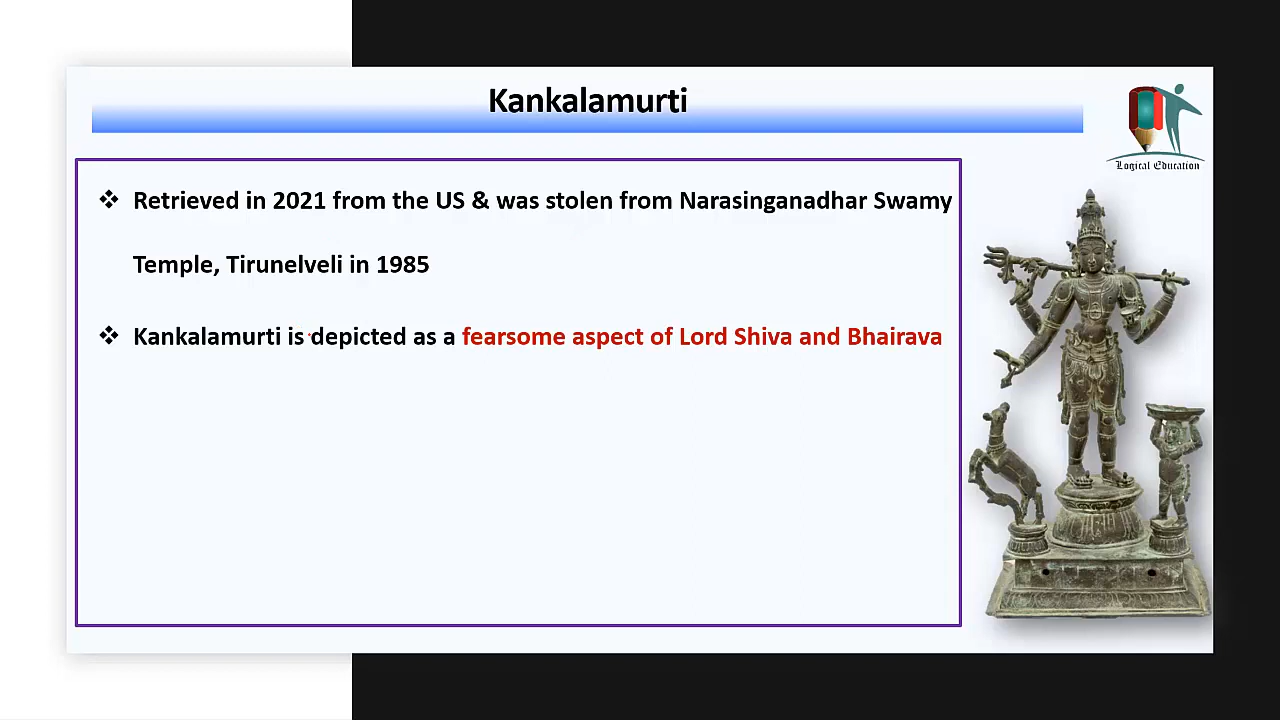 Kankalamurti
Logical Education
❖ Retrieved in 2021 from the US & was stolen from Narasinganadhar Swamy
Temple, Tirunelveli in 1985
❖ Kankalamurti is depicted as a fearsome aspect of Lord Shiva and Bhairava